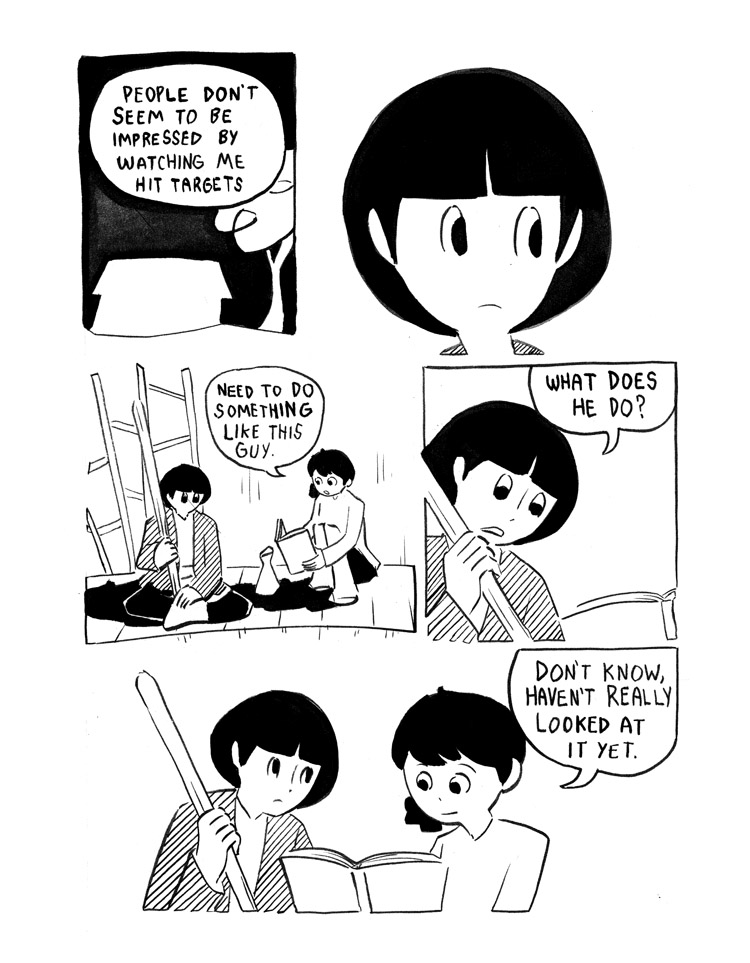 PEOPLE DON'T
SEEM TO BE
IMPRESSED BY
WATCHING ME
HIT TARGETS
NEED TO DO
SOMETHING
LIKE THIS
GUY.
WHAT DOES
HE DO?
DON'T KNOW,
HAVEN'T REALLY
LOOKED AT
IT YET.